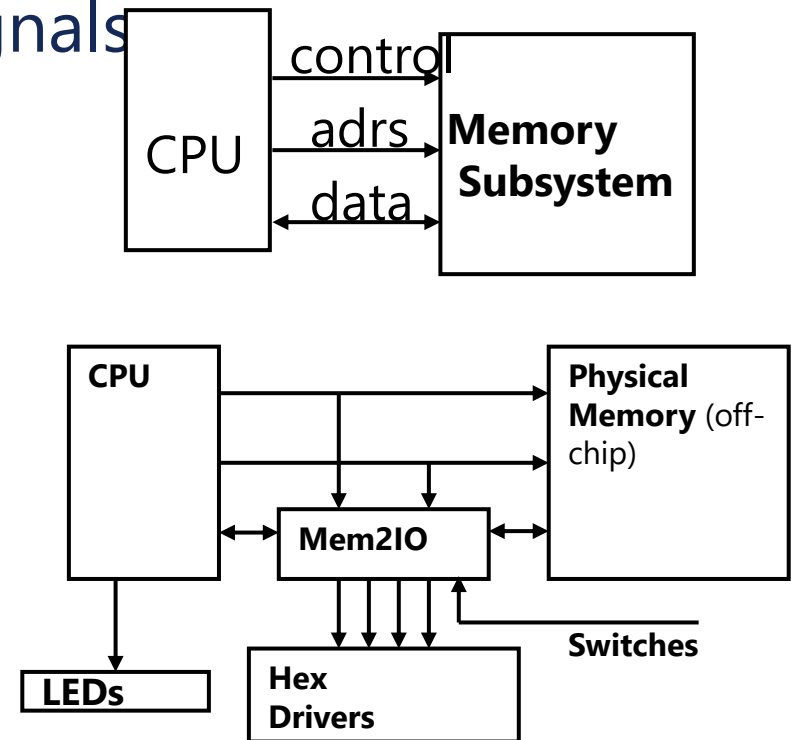 gnals
control
CPU
adrs
data
Memory
Subsystem
CPU
Physical
Memory (off-
chip)
Mem2IO
Switches
LEDs
Hex
Drivers